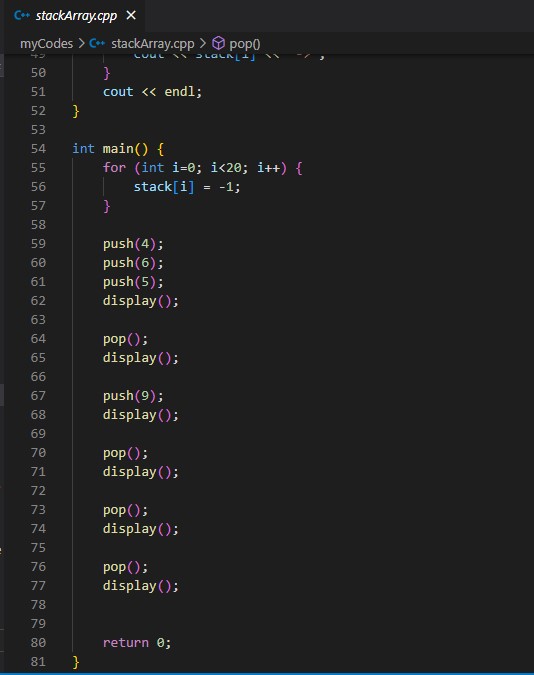 stackArray.cpp
myCodes > stackArray.cpp > pop()
50 }
51 cout << endl;
52 }
53
54 int main() {
55 for (int i=0; i<20; i++) {
56 stack[i] = -1;
57 }
58
59 push(4);
60 push(6);
61 push(5);
62 display();
63
64 pop();
65 display();
66
67 push(9);
68 display();
69
70 pop();
71 display();
72
73 pop();
74 display();
75
76 pop();
77 display();
78
79
80 return 0;
81 }